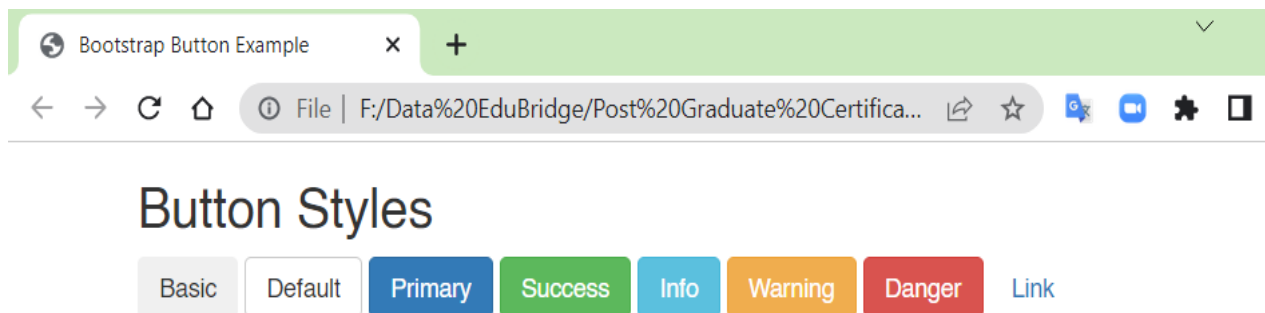 Bootstrap Button Example
File | F:/Data%20EduBridge/Post%20Graduate%20Certifica...
Button Styles
Basic Default Primary Success Info Warning Danger Link